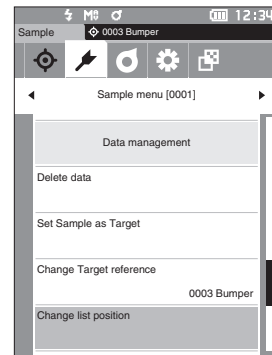 12:34
Sample 0003 Bumper
Sample menu [0001]
Data management
Delete data
Set Sample as Target
Change Target reference
0003 Bumper
Change list position